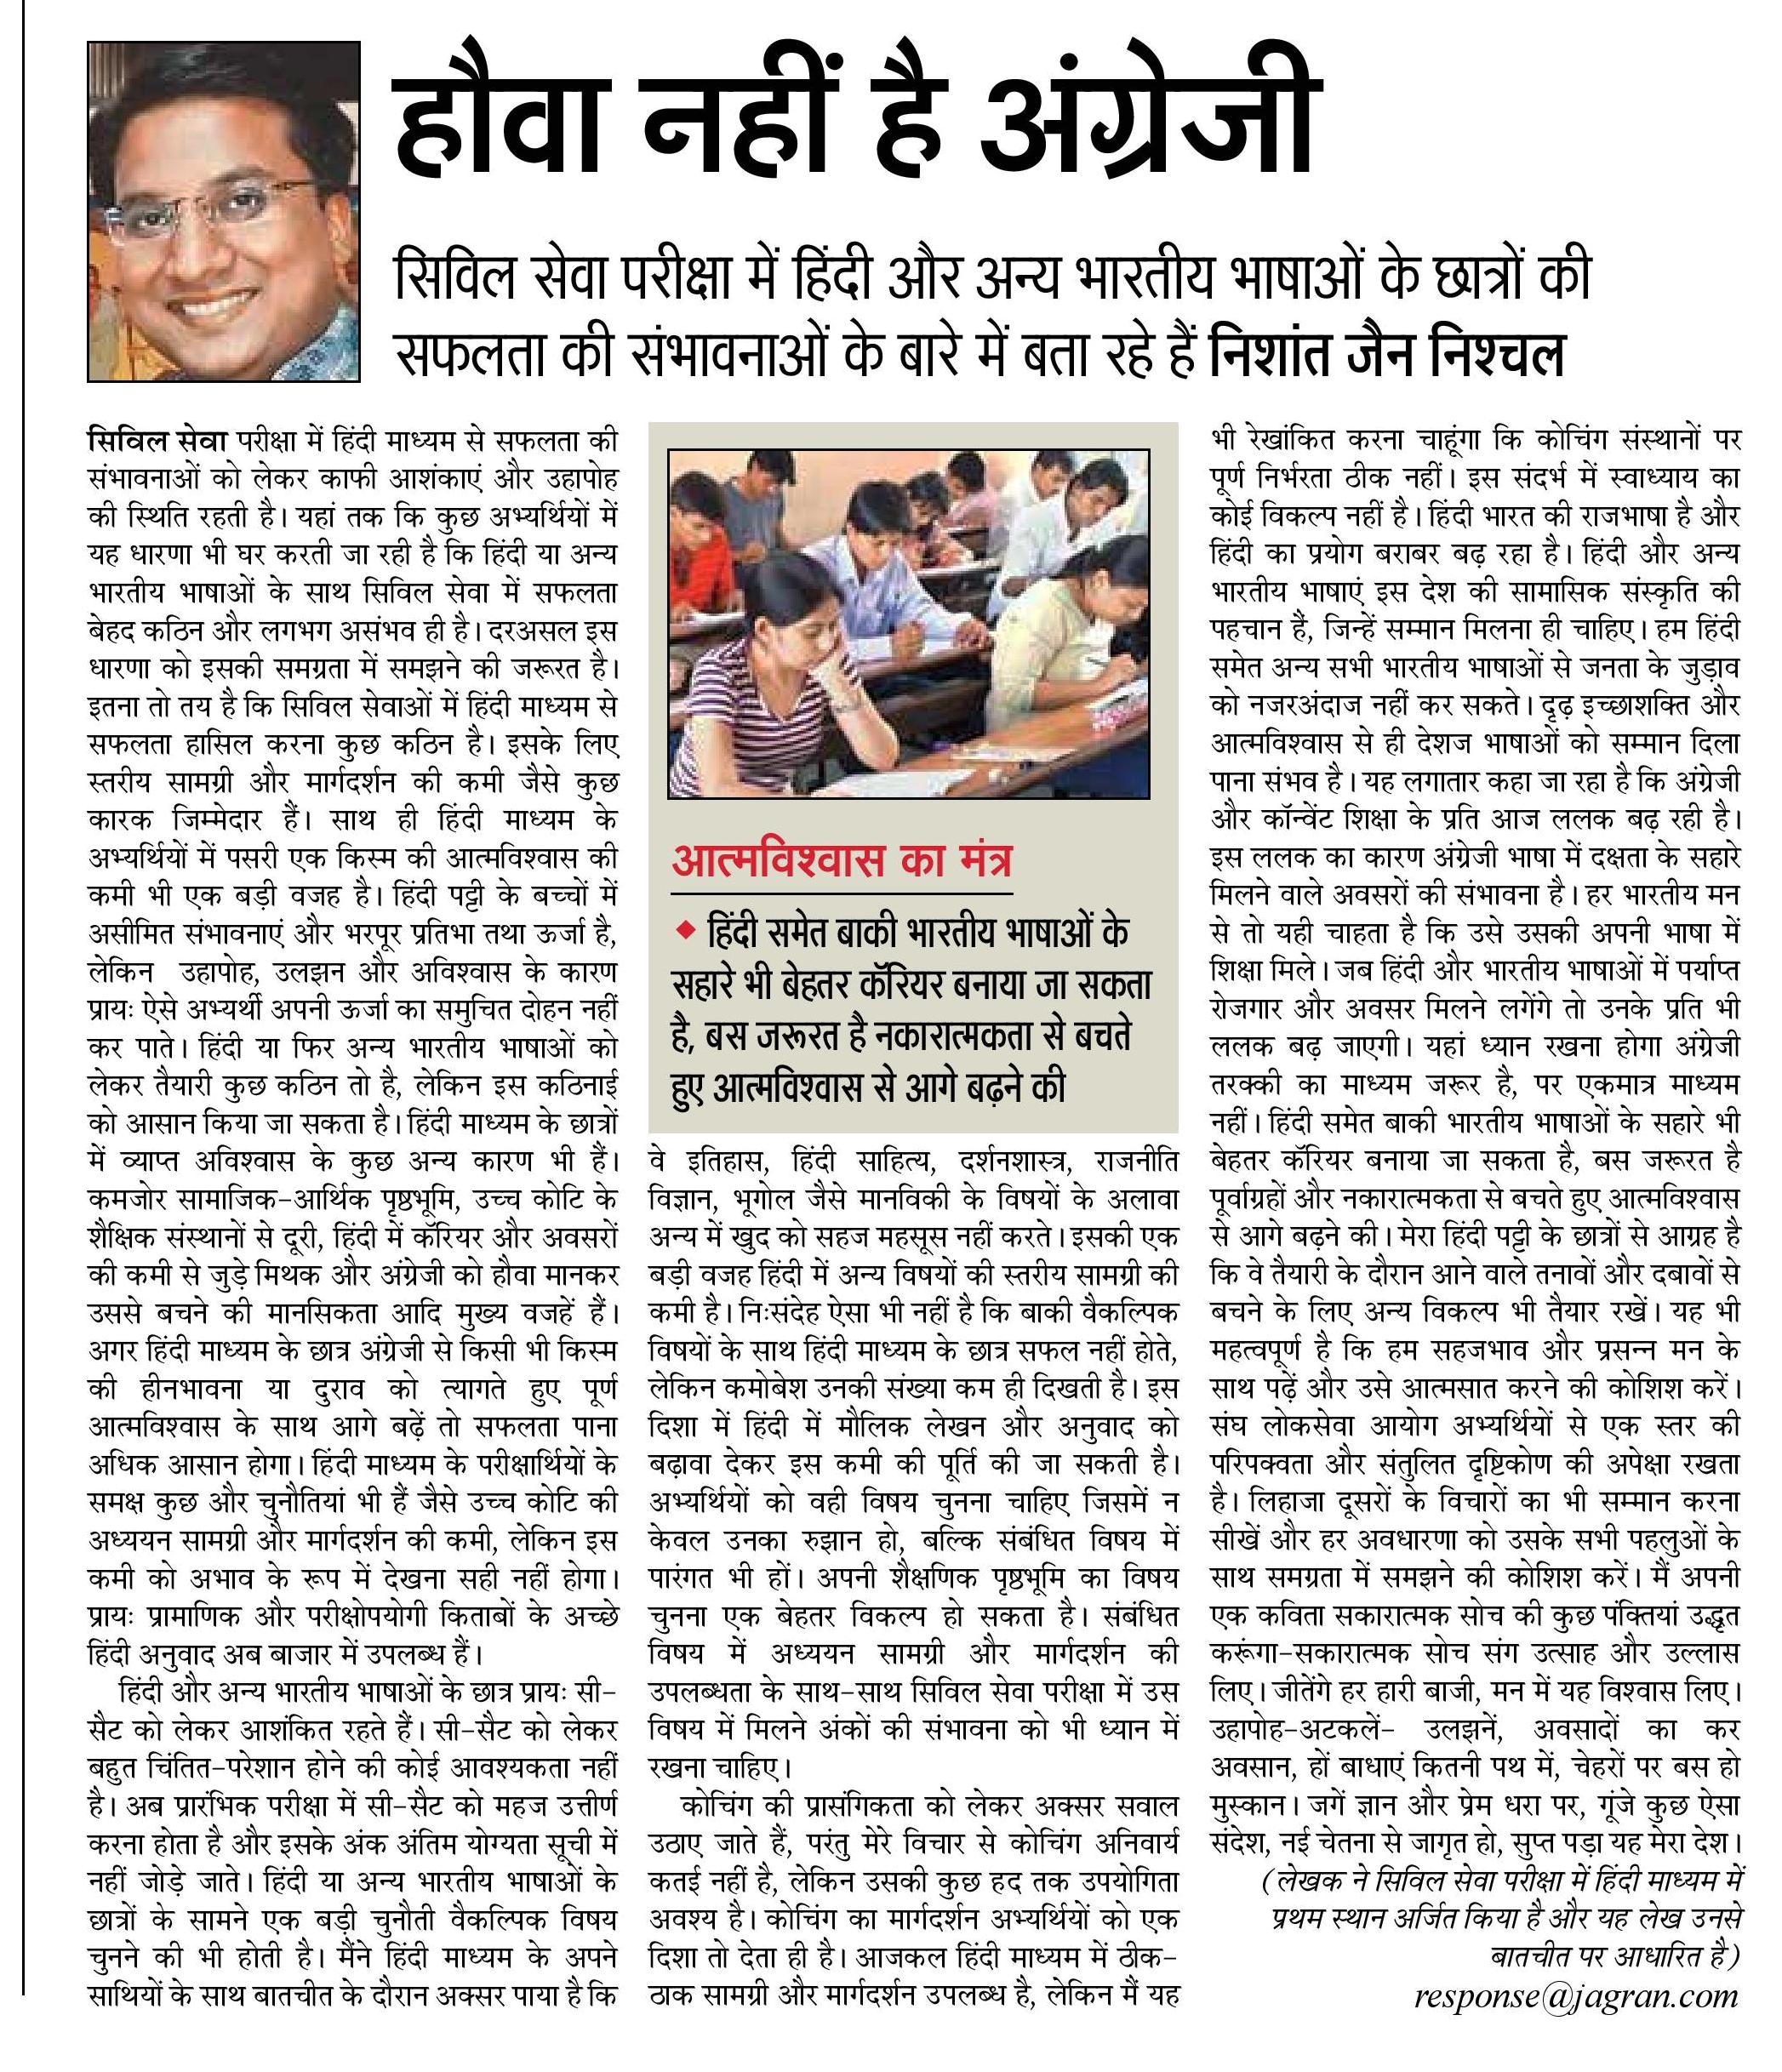 हौवा नहीं है अंग्रेजी
सिविल सेवा परीक्षा में हिंदी और अन्य भारतीय भाषाओं के छात्रों की
सफलता की संभावनाओं के बारे में बता रहे हैं निशांत जैन निश्चल
सिविल सेवा परीक्षा में हिंदी माध्यम से सफलता की
संभावनाओं को लेकर काफी आशंकाएं और उहापोह
की स्थिति रहती है। यहां तक कि कुछ अभ्यर्थियों में
यह धारणा भी घर करती जा रही है कि हिंदी या अन्य
भारतीय भाषाओं के साथ सिविल सेवा में सफलता
बेहद कठिन और लगभग असंभव ही है। दरअसल इस
धारणा को इसकी समग्रता में समझने की जरूरत है।
इतना तो तय है कि सिविल सेवाओं में हिंदी माध्यम से
सफलता हासिल करना कुछ कठिन है। इसके लिए
स्तरीय सामग्री और मार्गदर्शन की कमी जैसे कुछ
कारक जिम्मेदार हैं। साथ ही हिंदी माध्यम के
अभ्यर्थियों में पसरी एक किस्म की आत्मविश्वास की
कमी भी एक बड़ी वजह है। हिंदी पट्टी के बच्चों में
असीमित संभावनाएं और भरपूर प्रतिभा तथा ऊर्जा है,
लेकिन उहापोह, उलझन और अविश्वास के कारण
प्रायः ऐसे अभ्यर्थी अपनी ऊर्जा का समुचित दोहन नहीं
कर पाते। हिंदी या फिर अन्य भारतीय भाषाओं को
लेकर तैयारी कुछ कठिन तो है, लेकिन इस कठिनाई
को आसान किया जा सकता है। हिंदी माध्यम के छात्रों
में व्याप्त अविश्वास के कुछ अन्य कारण भी हैं।
कमजोर सामाजिक-आर्थिक पृष्ठभूमि, उच्च कोटि के
शैक्षिक संस्थानों से दूरी, हिंदी में कॅरियर और अवसरों
की कमी से जुड़े मिथक और अंग्रेजी को हौवा मानकर
उससे बचने की मानसिकता आदि मुख्य वजहें हैं।
अगर हिंदी माध्यम के छात्र अंग्रेजी से किसी भी किस्म
की हीनभावना या दुराव को त्यागते हुए पूर्ण
आत्मविश्वास के साथ आगे बढ़ें तो सफलता पाना
अधिक आसान होगा। हिंदी माध्यम के परीक्षार्थियों के
समक्ष कुछ और चुनौतियां भी हैं जैसे उच्च कोटि की
अध्ययन सामग्री और मार्गदर्शन की कमी, लेकिन इस
कमी को अभाव के रूप में देखना सही नहीं होगा।
प्रायः प्रामाणिक और परीक्षोपयोगी किताबों के अच्छे
हिंदी अनुवाद अब बाजार में उपलब्ध हैं।
हिंदी और अन्य भारतीय भाषाओं के छात्र प्रायः सी-
सैट को लेकर आशंकित रहते हैं। सी-सैट को लेकर
बहुत चिंतित-परेशान होने की कोई आवश्यकता नहीं
है। अब प्रारंभिक परीक्षा में सी-सैट को महज उत्तीर्ण
करना होता है और इसके अंक अंतिम योग्यता सूची में
नहीं जोड़े जाते। हिंदी या अन्य भारतीय भाषाओं के
छात्रों के सामने एक बड़ी चुनौती वैकल्पिक विषय
चुनने की भी होती है। मैंने हिंदी माध्यम के अपने
साथियों के साथ बातचीत के दौरान अक्सर पाया है कि
आत्मविश्वास का मंत्र
◆ हिंदी समेत बाकी भारतीय भाषाओं के
सहारे भी बेहतर कॅरियर बनाया जा सकता
है, बस जरूरत है नकारात्मकता से बचते
हुए आत्मविश्वास से आगे बढ़ने की
वे इतिहास, हिंदी साहित्य, दर्शनशास्त्र, राजनीति
विज्ञान, भूगोल जैसे मानविकी के विषयों के अलावा
अन्य में खुद को सहज महसूस नहीं करते। इसकी एक
बड़ी वजह हिंदी में अन्य विषयों की स्तरीय सामग्री की
कमी है। निःसंदेह ऐसा भी नहीं है कि बाकी वैकल्पिक
विषयों के साथ हिंदी माध्यम के छात्र सफल नहीं होते,
लेकिन कमोबेश उनकी संख्या कम ही दिखती है। इस
दिशा में हिंदी में मौलिक लेखन और अनुवाद को
बढ़ावा देकर इस कमी की पूर्ति की जा सकती है।
अभ्यर्थियों को वही विषय चुनना चाहिए जिसमें न
केवल उनका रुझान हो, बल्कि संबंधित विषय में
पारंगत भी हों। अपनी शैक्षणिक पृष्ठभूमि का विषय
चुनना एक बेहतर विकल्प हो सकता है। संबंधित
विषय में अध्ययन सामग्री और मार्गदर्शन की
उपलब्धता के साथ-साथ सिविल सेवा परीक्षा में उस
विषय में मिलने अंकों की संभावना को भी ध्यान में
रखना चाहिए।
कोचिंग की प्रासंगिकता को लेकर अक्सर सवाल
उठाए जाते हैं, परंतु मेरे विचार से कोचिंग अनिवार्य
कतई नहीं है, लेकिन उसकी कुछ हद तक उपयोगिता
अवश्य है। कोचिंग का मार्गदर्शन अभ्यर्थियों को एक
दिशा तो देता ही है। आजकल हिंदी माध्यम में ठीक-
ठाक सामग्री और मार्गदर्शन उपलब्ध है, लेकिन मैं यह
भी रेखांकित करना चाहूंगा कि कोचिंग संस्थानों पर
पूर्ण निर्भरता ठीक नहीं। इस संदर्भ में स्वाध्याय का
कोई विकल्प नहीं है। हिंदी भारत की राजभाषा है और
हिंदी का प्रयोग बराबर बढ़ रहा है। हिंदी और अन्य
भारतीय भाषाएं इस देश की सामासिक संस्कृति की
पहचान हैं, जिन्हें सम्मान मिलना ही चाहिए। हम हिंदी
समेत अन्य सभी भारतीय भाषाओं से जनता के जुड़ाव
को नजरअंदाज नहीं कर सकते। दृढ़ इच्छाशक्ति और
आत्मविश्वास से ही देशज भाषाओं को सम्मान दिला
पाना संभव है। यह लगातार कहा जा रहा है कि अंग्रेजी
और कॉन्वेंट शिक्षा के प्रति आज ललक बढ़ रही है।
इस ललक का कारण अंग्रेजी भाषा में दक्षता के सहारे
मिलने वाले अवसरों की संभावना है। हर भारतीय मन
से तो यही चाहता है कि उसे उसकी अपनी भाषा में
शिक्षा मिले। जब हिंदी और भारतीय भाषाओं में पर्याप्त
रोजगार और अवसर मिलने लगेंगे तो उनके प्रति भी
ललक बढ़ जाएगी। यहां ध्यान रखना होगा अंग्रेजी
तरक्की का माध्यम जरूर है, पर एकमात्र माध्यम
नहीं। हिंदी समेत बाकी भारतीय भाषाओं के सहारे भी
बेहतर कॅरियर बनाया जा सकता है, बस जरूरत है
पूर्वाग्रहों और नकारात्मकता से बचते हुए आत्मविश्वास
से आगे बढ़ने की। मेरा हिंदी पट्टी के छात्रों से आग्रह है
कि वे तैयारी के दौरान आने वाले तनावों और दबावों से
बचने के लिए अन्य विकल्प भी तैयार रखें। यह भी
महत्वपूर्ण है कि हम सहजभाव और प्रसन्न मन के
साथ पढ़ें और उसे आत्मसात करने की कोशिश करें।
संघ लोकसेवा आयोग अभ्यर्थियों से एक स्तर की
परिपक्वता और संतुलित दृष्टिकोण की अपेक्षा रखता
है। लिहाजा दूसरों के विचारों का भी सम्मान करना
सीखें और हर अवधारणा को उसके सभी पहलुओं के
साथ समग्रता में समझने की कोशिश करें। मैं अपनी
एक कविता सकारात्मक सोच की कुछ पंक्तियां उद्धृत
करूंगा-सकारात्मक सोच संग उत्साह और उल्लास
लिए। जीतेंगे हर हारी बाजी, मन में यह विश्वास लिए।
उहापोह-अटकलें- उलझनें, अवसादों का कर
अवसान, हों बाधाएं कितनी पथ में, चेहरों पर बस हो
मुस्कान। जगें ज्ञान और प्रेम धरा पर, गूंजे कुछ ऐसा
संदेश, नई चेतना से जागृत हो, सुप्त पड़ा यह मेरा देश।
(लेखक ने सिविल सेवा परीक्षा में हिंदी माध्यम में
प्रथम स्थान अर्जित किया है और यह लेख उनसे
बातचीत पर आधारित है)
response@jagran.com